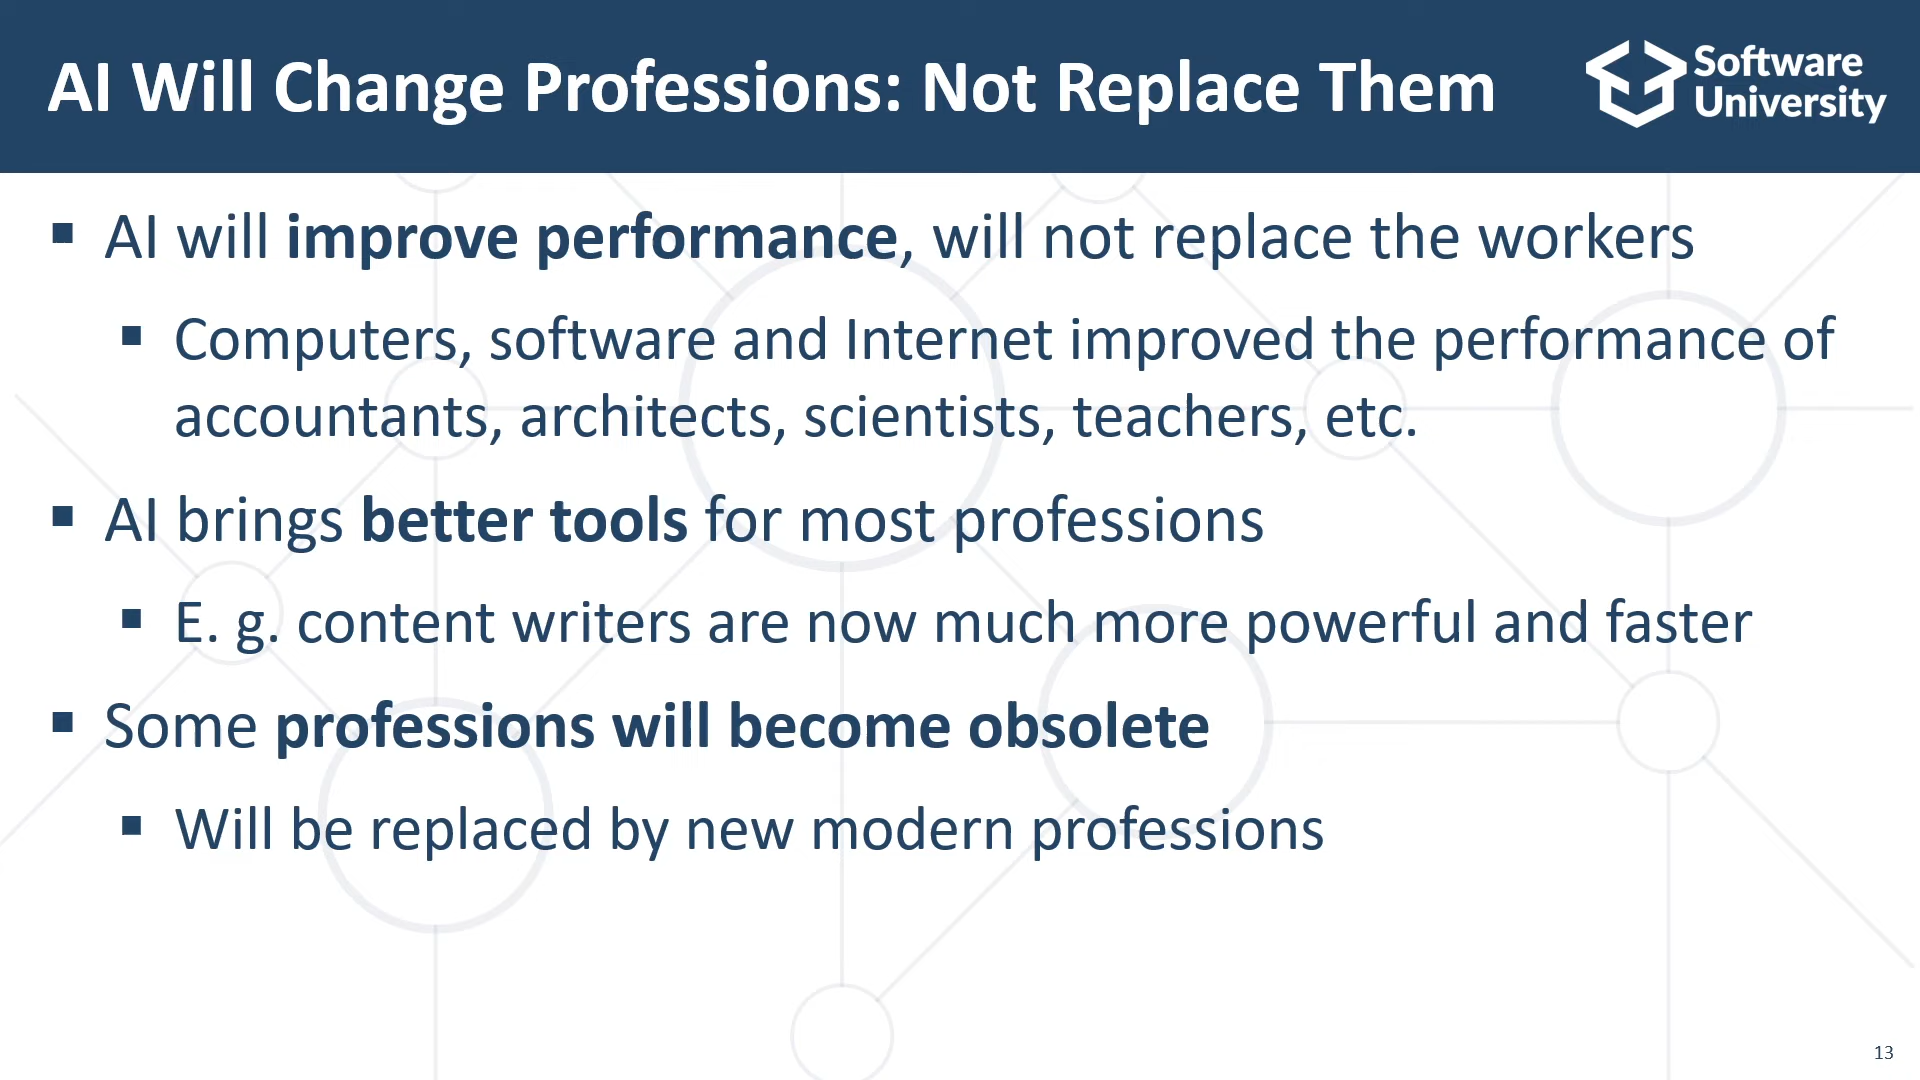 AI Will Change Professions: Not Replace Them
Software
University
▪ AI will improve performance, will not replace the workers
▪ Computers, software and Internet improved the performance of
accountants, architects, scientists, teachers, etc.
▪ AI brings better tools for most professions
▪ E. g. content writers are now much more powerful and faster
▪ Some professions will become obsolete
▪ Will be replaced by new modern professions
13